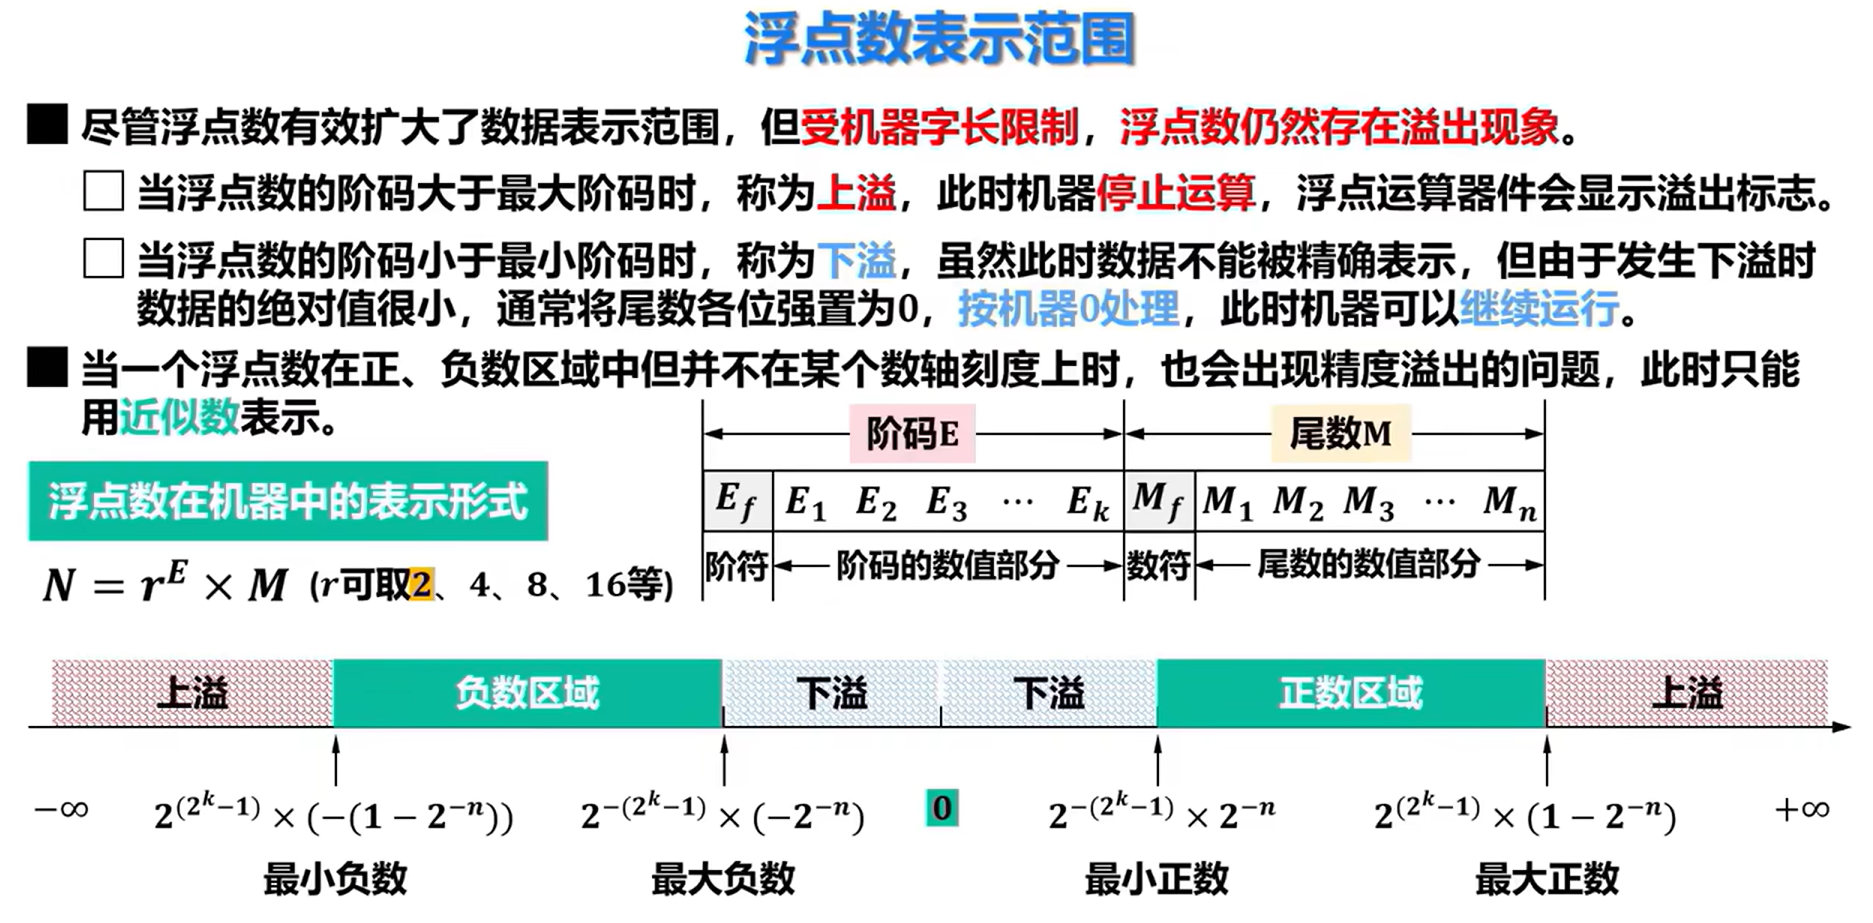 浮点数表示范围
■ 尽管浮点数有效扩大了数据表示范围，但受机器字长限制，浮点数仍然存在溢出现象。
□ 当浮点数的阶码大于最大阶码时，称为上溢，此时机器停止运算，浮点运算器件会显示溢出标志。
□ 当浮点数的阶码小于最小阶码时，称为下溢，虽然此时数据不能被精确表示，但由于发生下溢时
数据的绝对值很小，通常将尾数各位强置为0，按机器0处理，此时机器可以继续运行。
■ 当一个浮点数在正、负数区域中但并不在某个数轴刻度上时，也会出现精度溢出的问题，此时只能
用近似数表示。
阶码E 尾数M
浮点数在机器中的表示形式
E_f E_1 E_2 E_3 ⋯ E_k M_f M_1 M_2 M_3 ⋯ M_n
阶符 阶码的数值部分 数符 尾数的数值部分
N = r^E × M (r可取2、4、8、16等)
上溢 负数区域 下溢 下溢 正数区域 上溢
−∞ 2^(2^k−1) × (−(1 − 2^−n)) 2^−(2^k−1) × (−2^−n) 0 2^−(2^k−1) × 2^−n 2^(2^k−1) × (1 − 2^−n) +∞
最小负数 最大负数 最小正数 最大正数